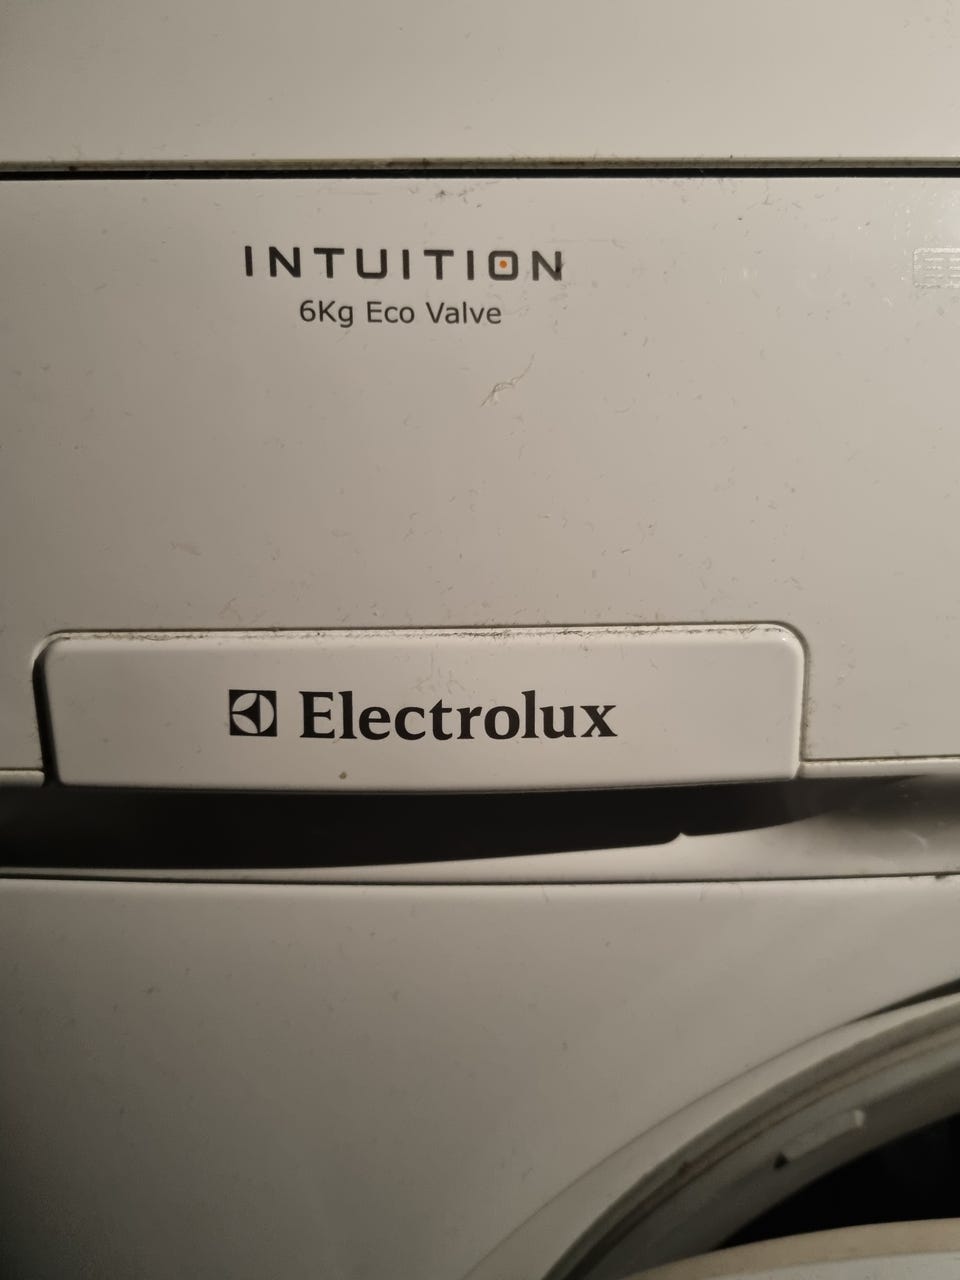 INTUITION
6Kg Eco Valve
Electrolux